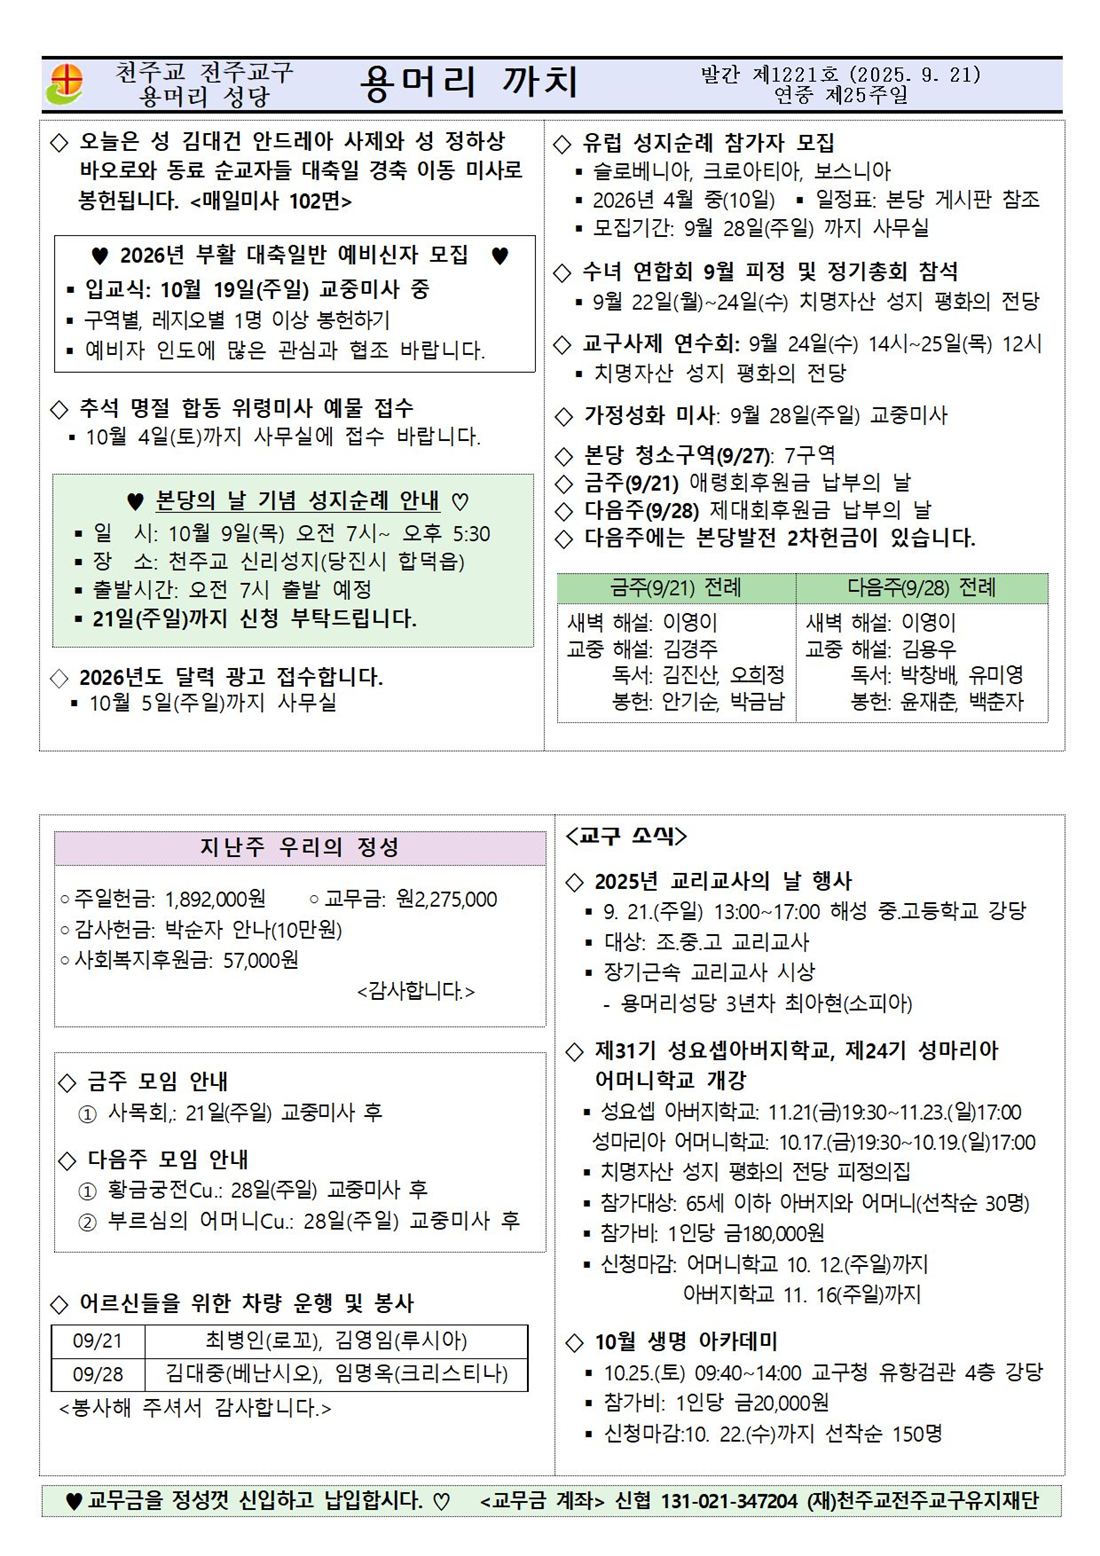 천주교 전주교구
용머리 성당
용머리 까치
발간 제1221호 (2025. 9. 21)
연중 제25주일
◇ 오늘은 성 김대건 안드레아 사제와 성 정하상
바오로와 동료 순교자들 대축일 경축 이동 미사로
봉헌됩니다. <매일미사 102면>
♥ 2026년 부활 대축일반 예비신자 모집 ♥
▪ 입교식: 10월 19일(주일) 교중미사 중
▪ 구역별, 레지오별 1명 이상 봉헌하기
▪ 예비자 인도에 많은 관심과 협조 바랍니다.
◇ 추석 명절 합동 위령미사 예물 접수
▪ 10월 4일(토)까지 사무실에 접수 바랍니다.
♥ 본당의 날 기념 성지순례 안내 ♡
▪ 일 시: 10월 9일(목) 오전 7시~ 오후 5:30
▪ 장 소: 천주교 신리성지(당진시 합덕읍)
▪ 출발시간: 오전 7시 출발 예정
▪ 21일(주일)까지 신청 부탁드립니다.
◇ 2026년도 달력 광고 접수합니다.
▪ 10월 5일(주일)까지 사무실
◇ 유럽 성지순례 참가자 모집
▪ 슬로베니아, 크로아티아, 보스니아
▪ 2026년 4월 중(10일) ▪ 일정표: 본당 게시판 참조
▪ 모집기간: 9월 28일(주일) 까지 사무실
◇ 수녀 연합회 9월 피정 및 정기총회 참석
▪ 9월 22일(월)~24일(수) 치명자산 성지 평화의 전당
◇ 교구사제 연수회: 9월 24일(수) 14시~25일(목) 12시
▪ 치명자산 성지 평화의 전당
◇ 가정성화 미사: 9월 28일(주일) 교중미사
◇ 본당 청소구역(9/27): 7구역
◇ 금주(9/21) 애령회후원금 납부의 날
◇ 다음주(9/28) 제대회후원금 납부의 날
◇ 다음주에는 본당발전 2차헌금이 있습니다.
금주(9/21) 전례 다음주(9/28) 전례
새벽 해설: 이영이 새벽 해설: 이영이
교중 해설: 김경주 교중 해설: 김용우
독서: 김진산, 오희정 독서: 박창배, 유미영
봉헌: 안기순, 박금남 봉헌: 윤재춘, 백춘자
지난주 우리의 정성
○ 주일헌금: 1,892,000원 ○ 교무금: 원2,275,000
○ 감사헌금: 박순자 안나(10만원)
○ 사회복지후원금: 57,000원
<감사합니다.>
◇ 금주 모임 안내
① 사목회,: 21일(주일) 교중미사 후
◇ 다음주 모임 안내
① 황금궁전Cu.: 28일(주일) 교중미사 후
② 부르심의 어머니Cu.: 28일(주일) 교중미사 후
◇ 어르신들을 위한 차량 운행 및 봉사
09/21 최병인(로꼬), 김영임(루시아)
09/28 김대중(베난시오), 임명옥(크리스티나)
<봉사해 주셔서 감사합니다.>
<교구 소식>
◇ 2025년 교리교사의 날 행사
▪ 9. 21.(주일) 13:00~17:00 해성 중.고등학교 강당
▪ 대상: 초.중.고 교리교사
▪ 장기근속 교리교사 시상
- 용머리성당 3년차 최아현(소피아)
◇ 제31기 성요셉아버지학교, 제24기 성마리아
어머니학교 개강
▪ 성요셉 아버지학교: 11.21(금)19:30~11.23.(일)17:00
성마리아 어머니학교: 10.17.(금)19:30~10.19.(일)17:00
▪ 치명자산 성지 평화의 전당 피정의집
▪ 참가대상: 65세 이하 아버지와 어머니(선착순 30명)
▪ 참가비: 1인당 금180,000원
▪ 신청마감: 어머니학교 10. 12.(주일)까지
아버지학교 11. 16(주일)까지
◇ 10월 생명 아카데미
▪ 10.25.(토) 09:40~14:00 교구청 유항검관 4층 강당
▪ 참가비: 1인당 금20,000원
▪ 신청마감:10. 22.(수)까지 선착순 150명
♥ 교무금을 정성껏 신입하고 납입합시다. ♡ <교무금 계좌> 신협 131-021-347204 (재)천주교전주교구유지재단